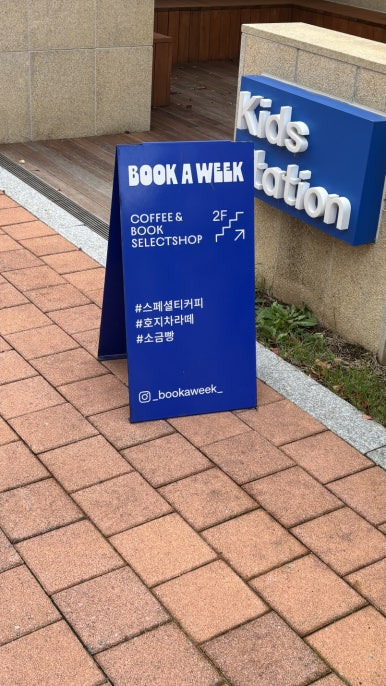 BOOK A WEEK
COFFEE &
BOOK
SELECTSHOP
2F
#스페셜티커피
#호지차라떼
#소금빵
_bookaweek_
Kids
tation